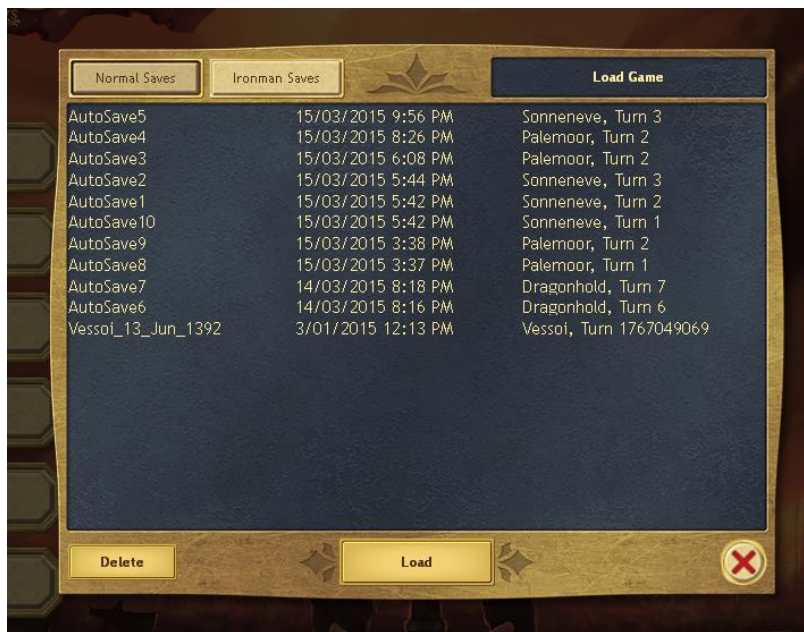 Normal Saves Ironman Saves Load Game
AutoSave5 15/03/2015 9:56 PM Sonneneve, Turn 3
AutoSave4 15/03/2015 8:26 PM Palemoor, Turn 2
AutoSave3 15/03/2015 6:08 PM Palemoor, Turn 2
AutoSave2 15/03/2015 5:44 PM Sonneneve, Turn 3
AutoSave1 15/03/2015 5:42 PM Sonneneve, Turn 2
AutoSave10 15/03/2015 5:42 PM Sonneneve, Turn 1
AutoSave9 15/03/2015 3:38 PM Palemoor, Turn 2
AutoSave8 15/03/2015 3:37 PM Palemoor, Turn 1
AutoSave7 14/03/2015 8:18 PM Dragonhold, Turn 7
AutoSave6 14/03/2015 8:16 PM Dragonhold, Turn 6
Vessoi_13_Jun_1392 3/01/2015 12:13 PM Vessoi, Turn 1767049069
Delete Load